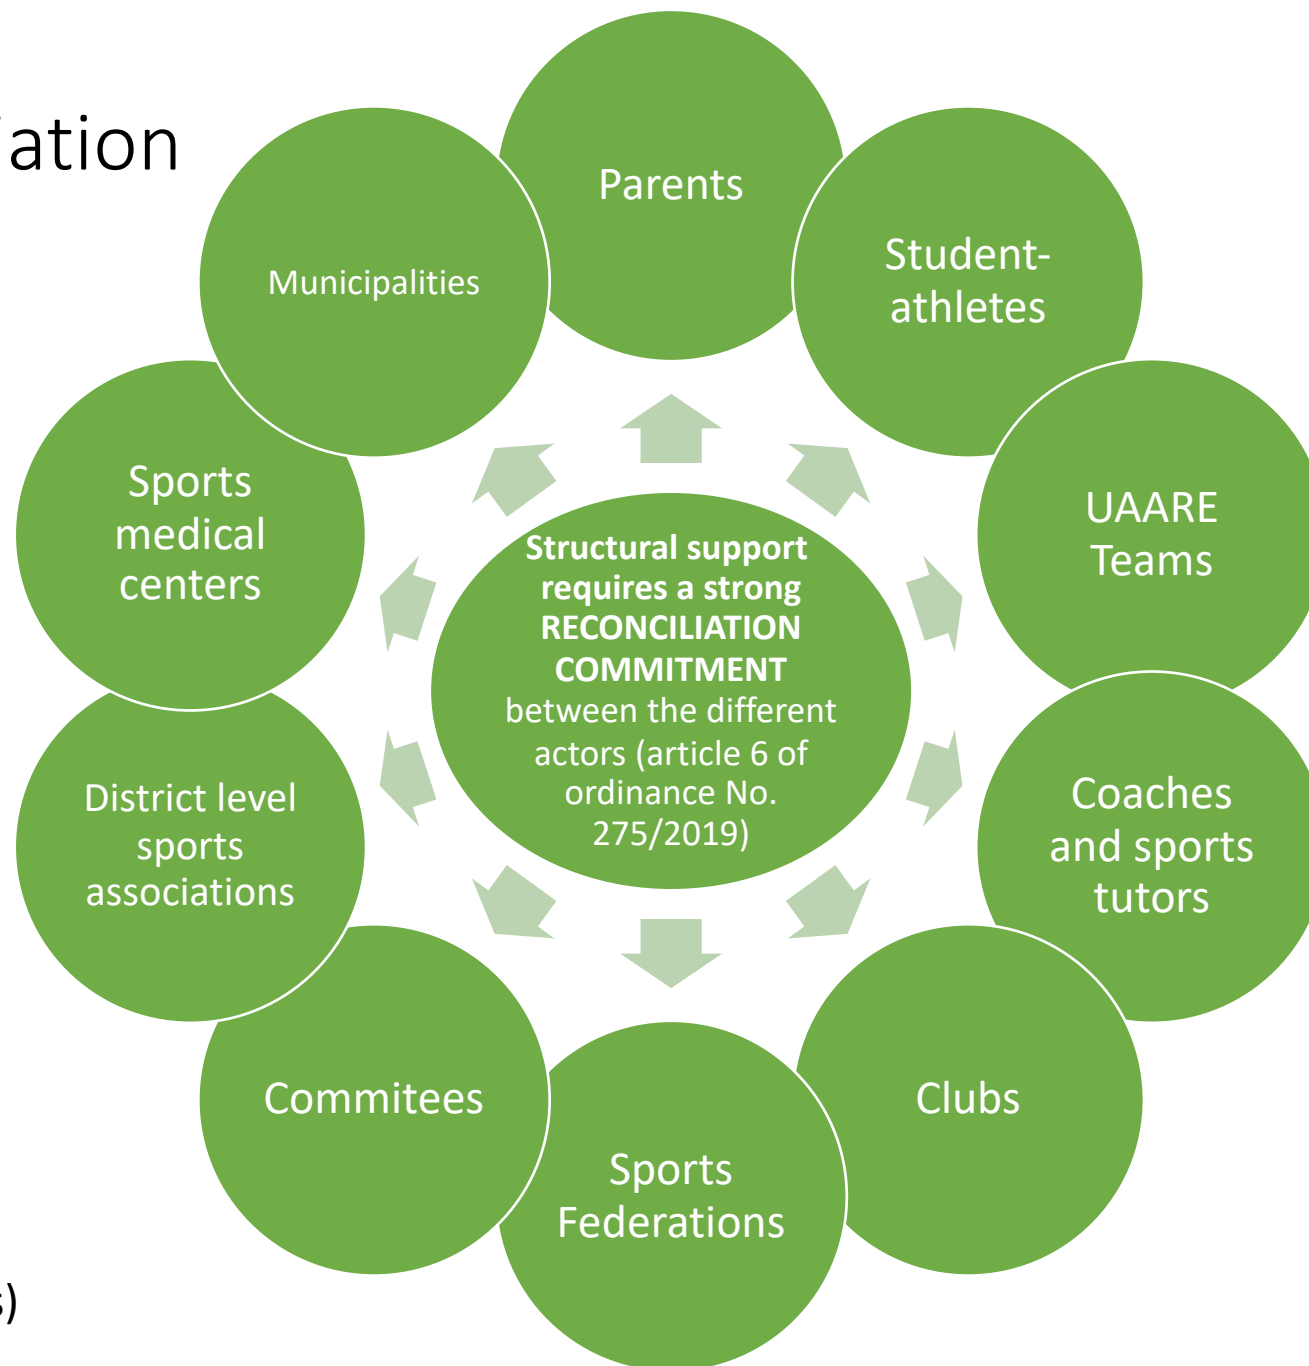 iation
Parents
Student-
athletes
UAARE
Teams
Coaches
and sports
tutors
Clubs
Sports
Federations
Commitees
District level
sports
associations
Sports
medical
centers
Municipalities
Structural support
requires a strong
RECONCILIATION
COMMITMENT
between the different
actors (article 6 of
ordinance No.
275/2019)
s)